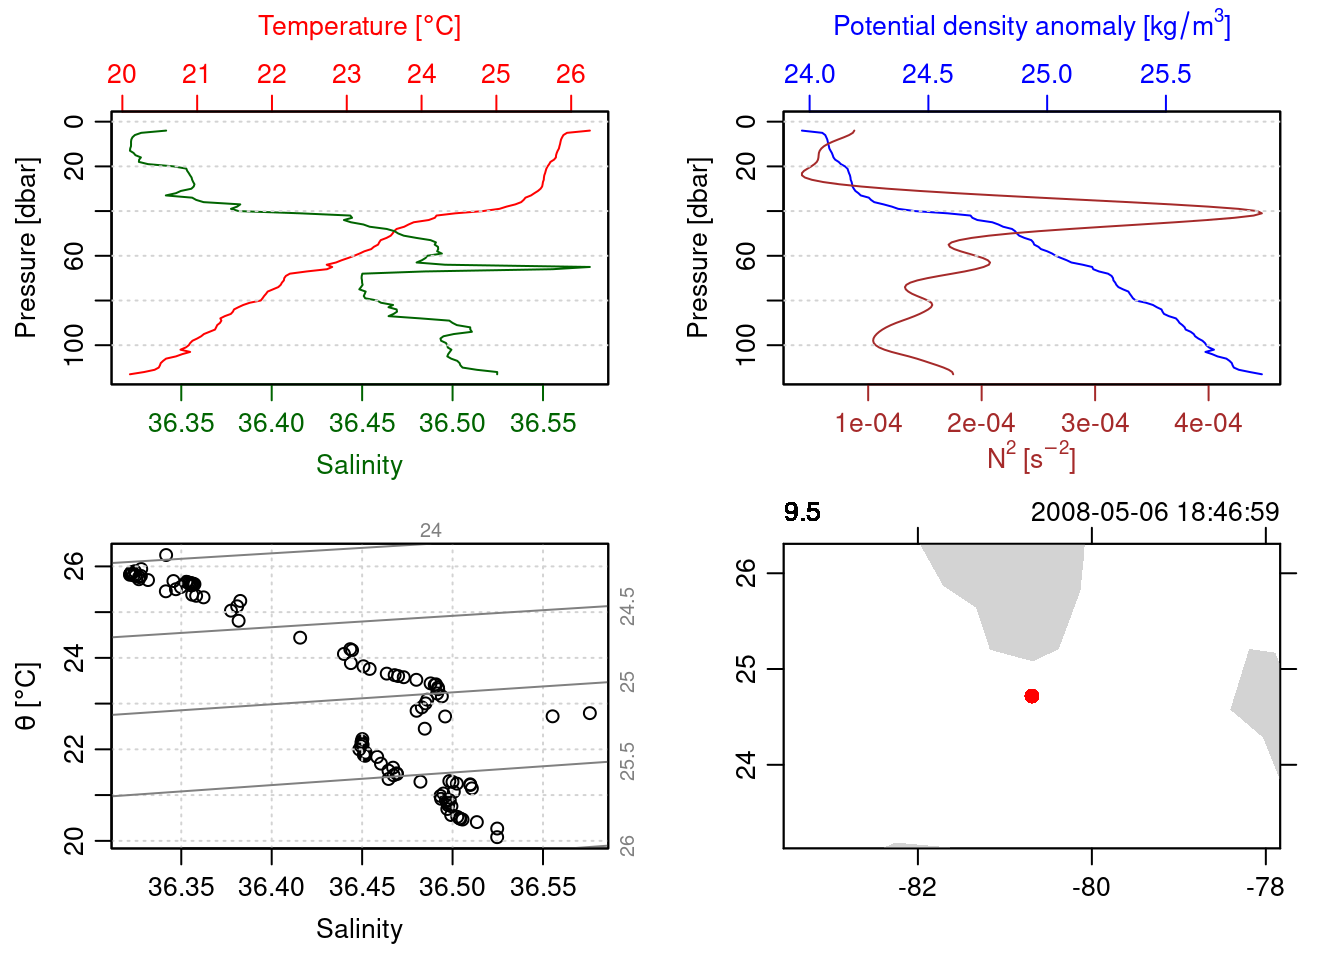 Temperature [°C]
20 21 22 23 24 25 26
Pressure [dbar]
0
20
60
100
36.35 36.40 36.45 36.50 36.55
Salinity
Potential density anomaly [kg/m³]
24.0 24.5 25.0 25.5
Pressure [dbar]
0
20
60
100
1e-04 2e-04 3e-04 4e-04
N² [s⁻²]
24
24.5
25
25.5
26
θ [°C]
26
24
22
20
36.35 36.40 36.45 36.50 36.55
Salinity
9.5 2008-05-06 18:46:59
26
25
24
-82 -80 -78